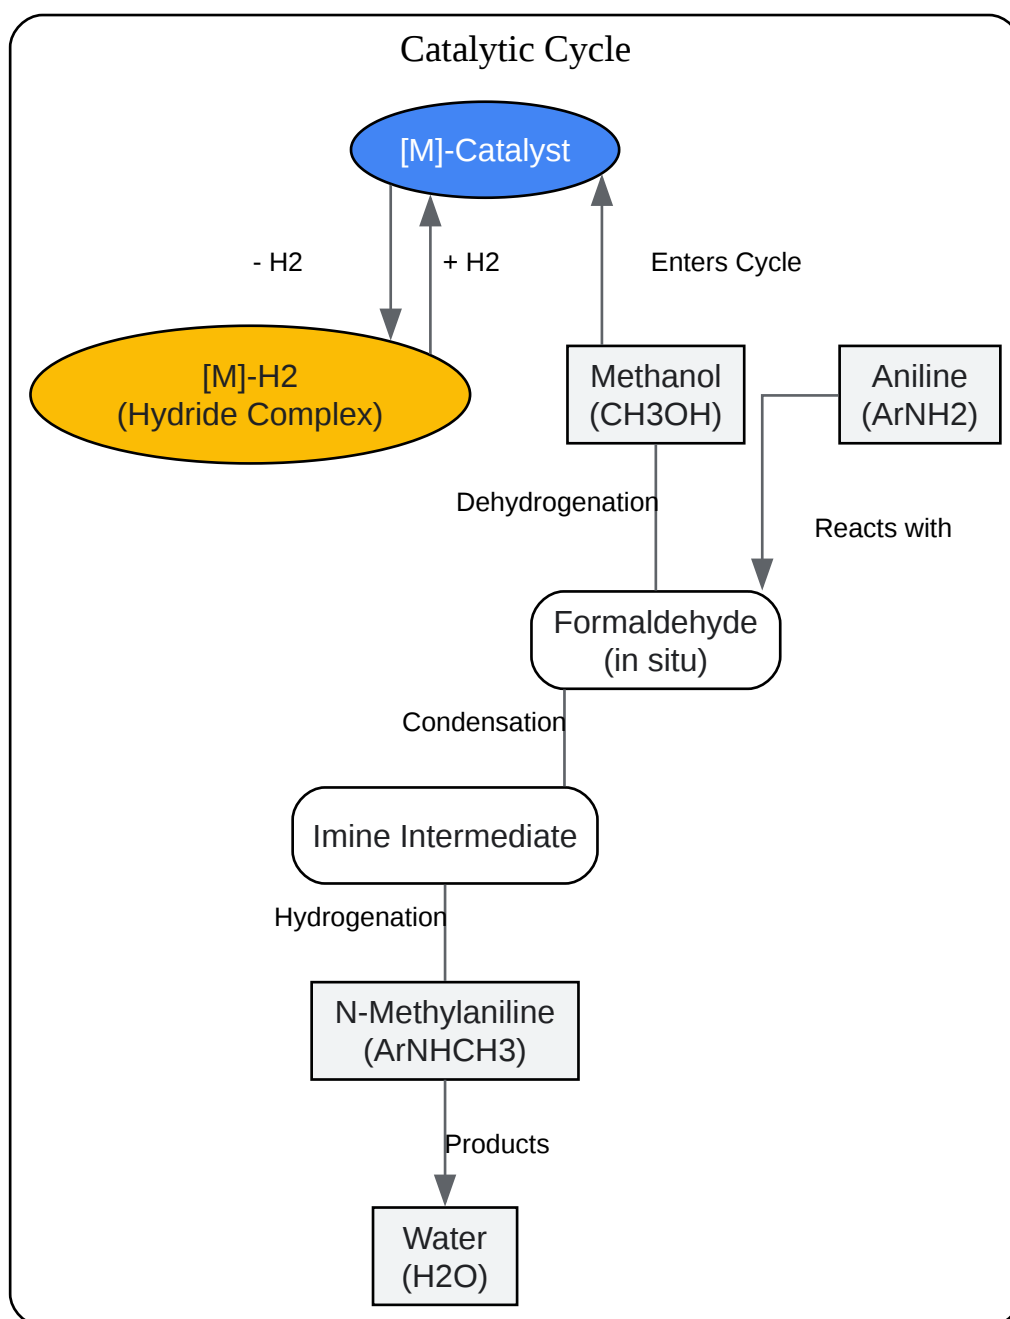 Catalytic Cycle
[M]-Catalyst
- H2
+ H2
Enters Cycle
[M]-H2
(Hydride Complex)
Methanol
(CH3OH)
Aniline
(ArNH2)
Dehydrogenation
Reacts with
Formaldehyde
(in situ)
Condensation
Imine Intermediate
Hydrogenation
N-Methylaniline
(ArNHCH3)
Products
Water
(H2O)